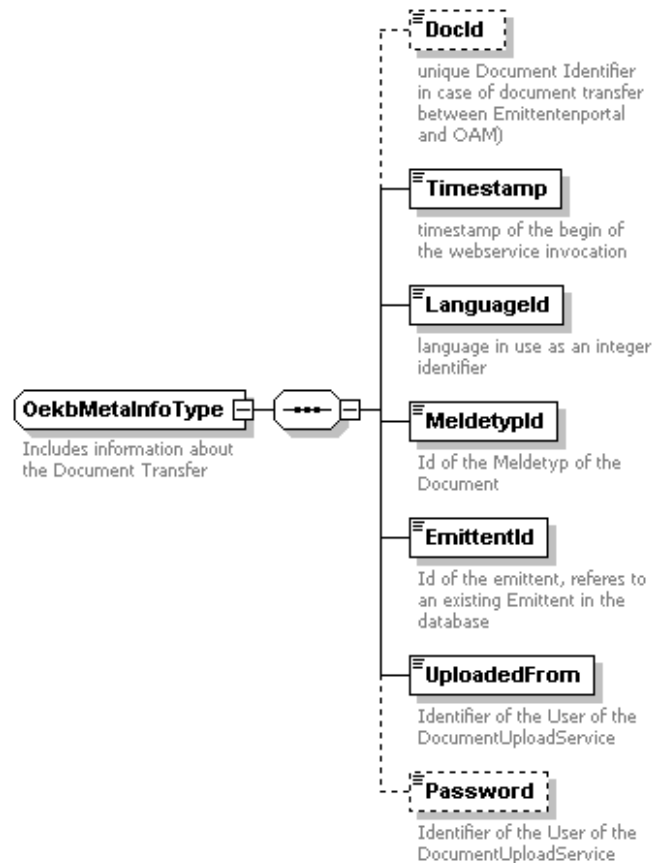 DocId
unique Document Identifier
in case of document transfer
between Emittentenportal
and OAM)
Timestamp
timestamp of the begin of
the webservice invocation
LanguageId
language in use as an integer
identifier
OekbMetaInfoType
Includes information about
the Document Transfer
MeldetypId
Id of the Meldetyp of the
Document
EmittentId
Id of the emittent, referes to
an existing Emittent in the
database
UploadedFrom
Identifier of the User of the
DocumentUploadService
Password
Identifier of the User of the
DocumentUploadService